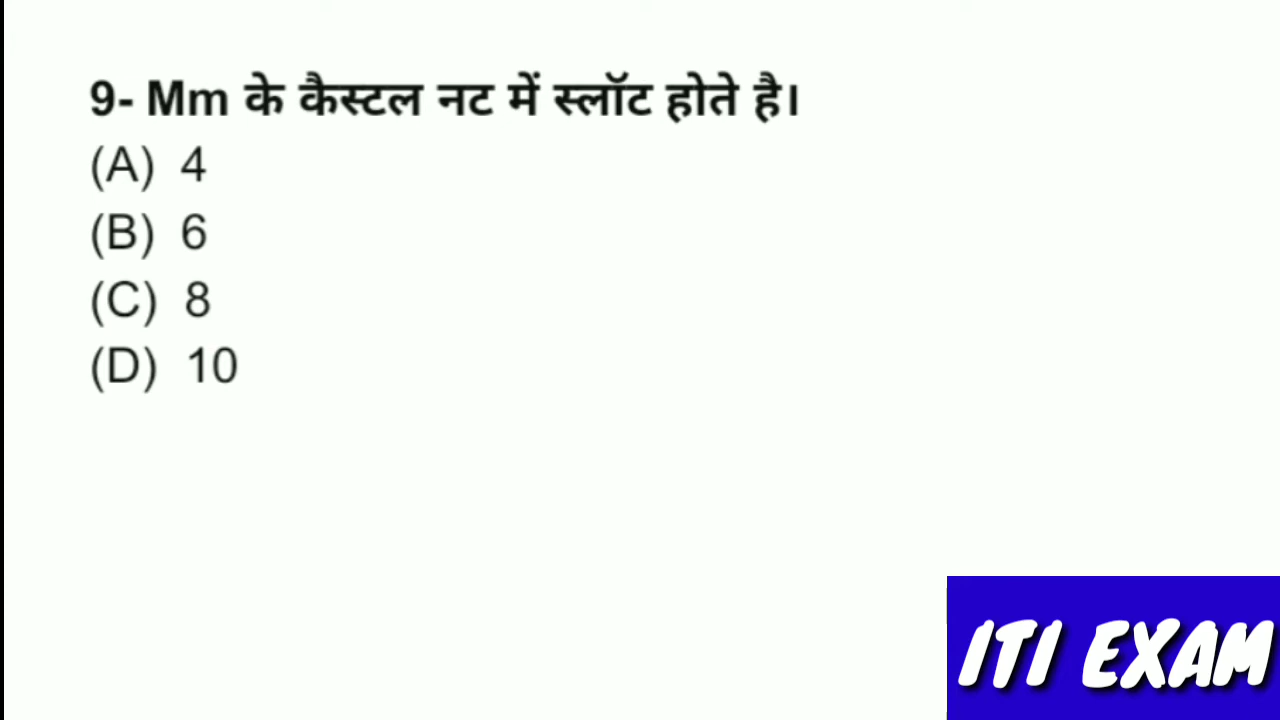 9- Mm के कैस्टल नट में स्लॉट होते है।
(A) 4
(B) 6
(C) 8
(D) 10
ITI EXAM